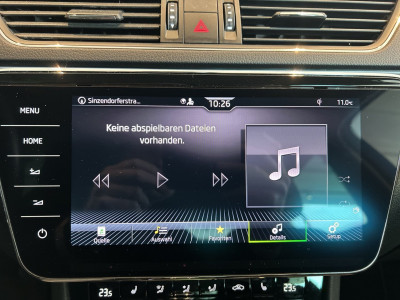 Sinzendorferstra...
10:26
11.0°C
MENU
Keine abspielbaren Dateien
vorhanden.
HOME
Quelle
Auswahl
Favoriten
Details
Setup
23.5
23.5